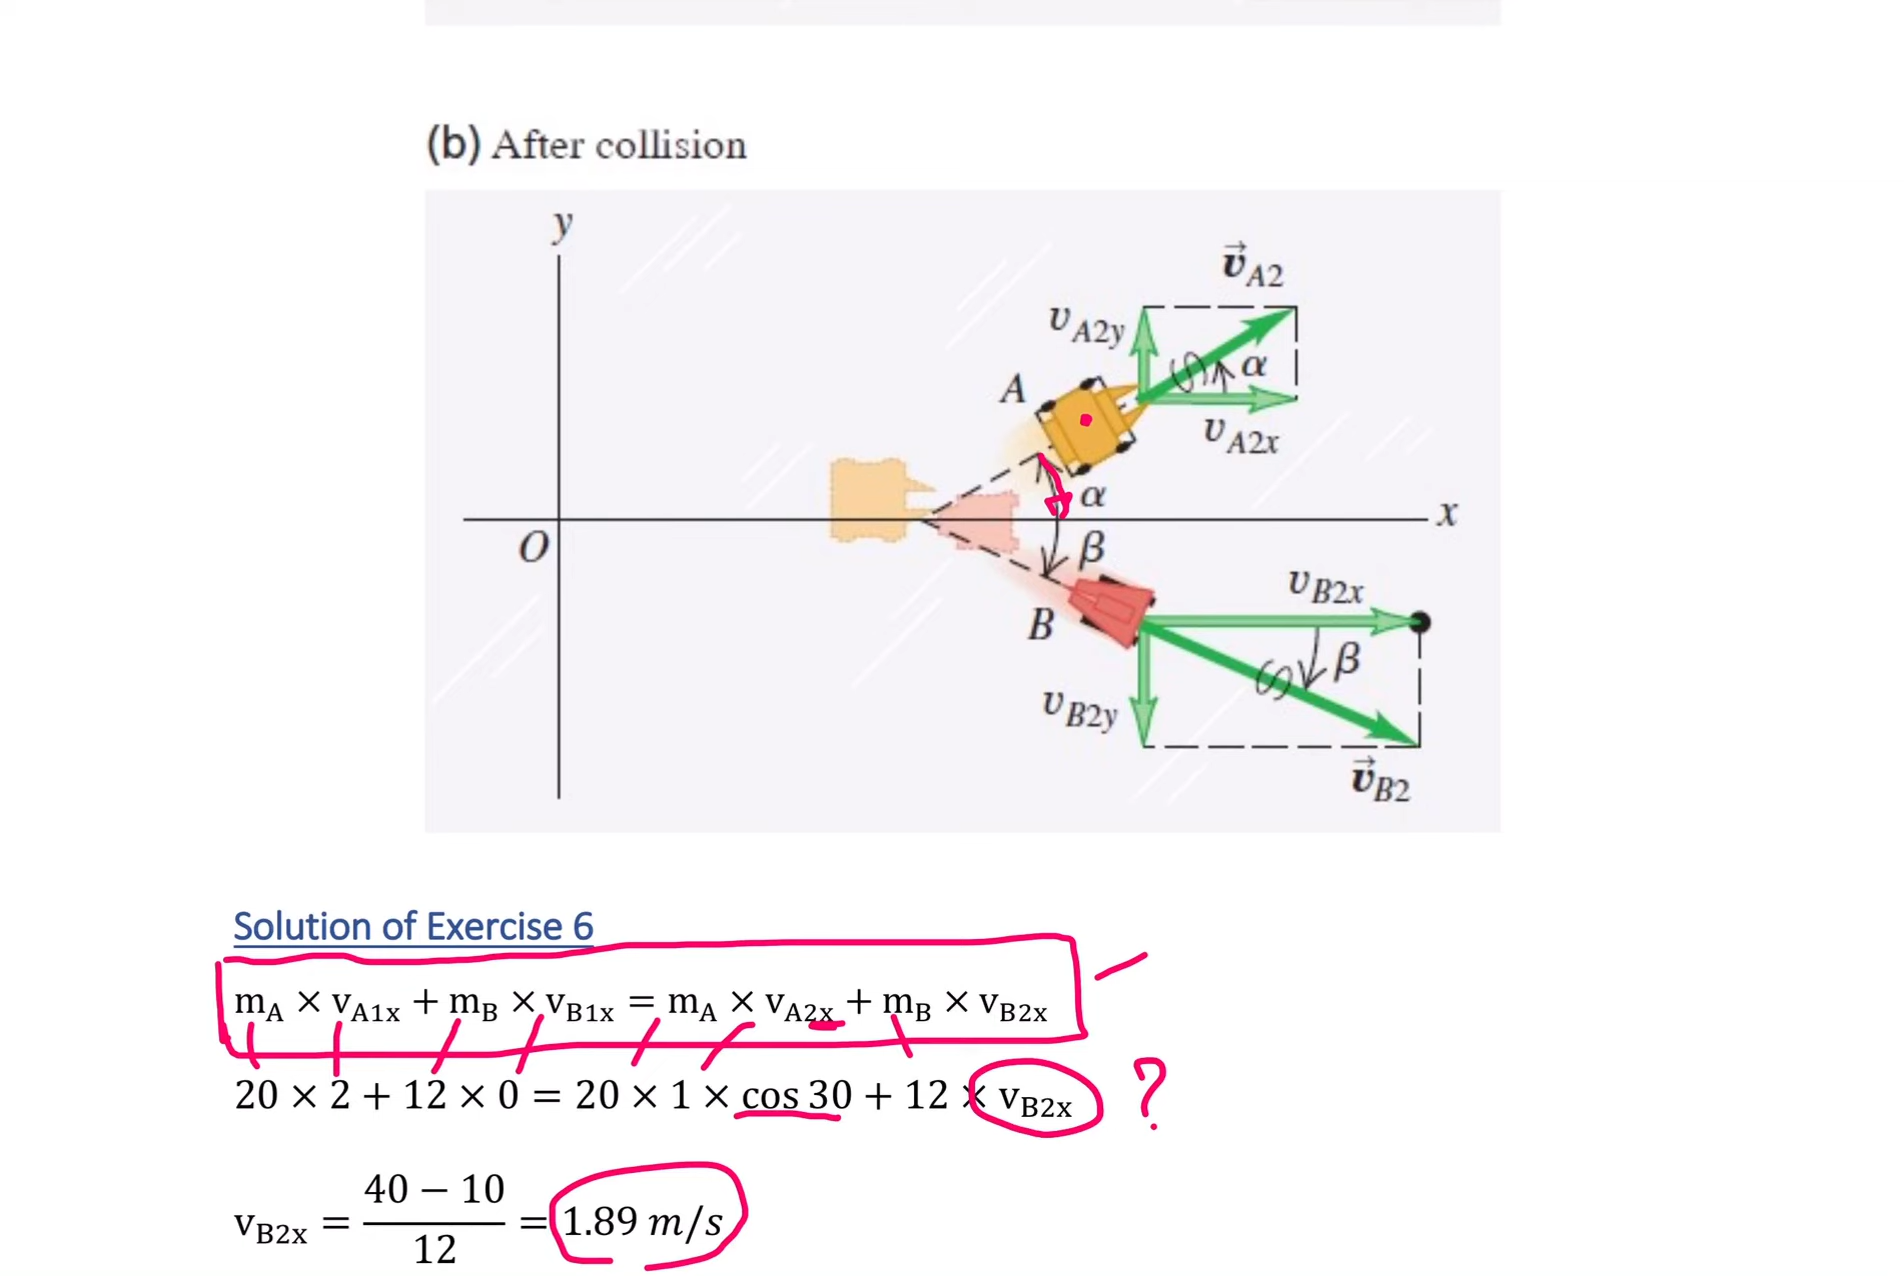 (b) After collision
y
v⃗A2
vA2y
α
A
vA2x
α
x
O
β
vB2x
B
β
vB2y
v⃗B2
Solution of Exercise 6
mA × vA1x + mB × vB1x = mA × vA2x + mB × vB2x
20 × 2 + 12 × 0 = 20 × 1 × cos 30 + 12 × vB2x ?
vB2x = (40 − 10)/12 = 1.89 m/s